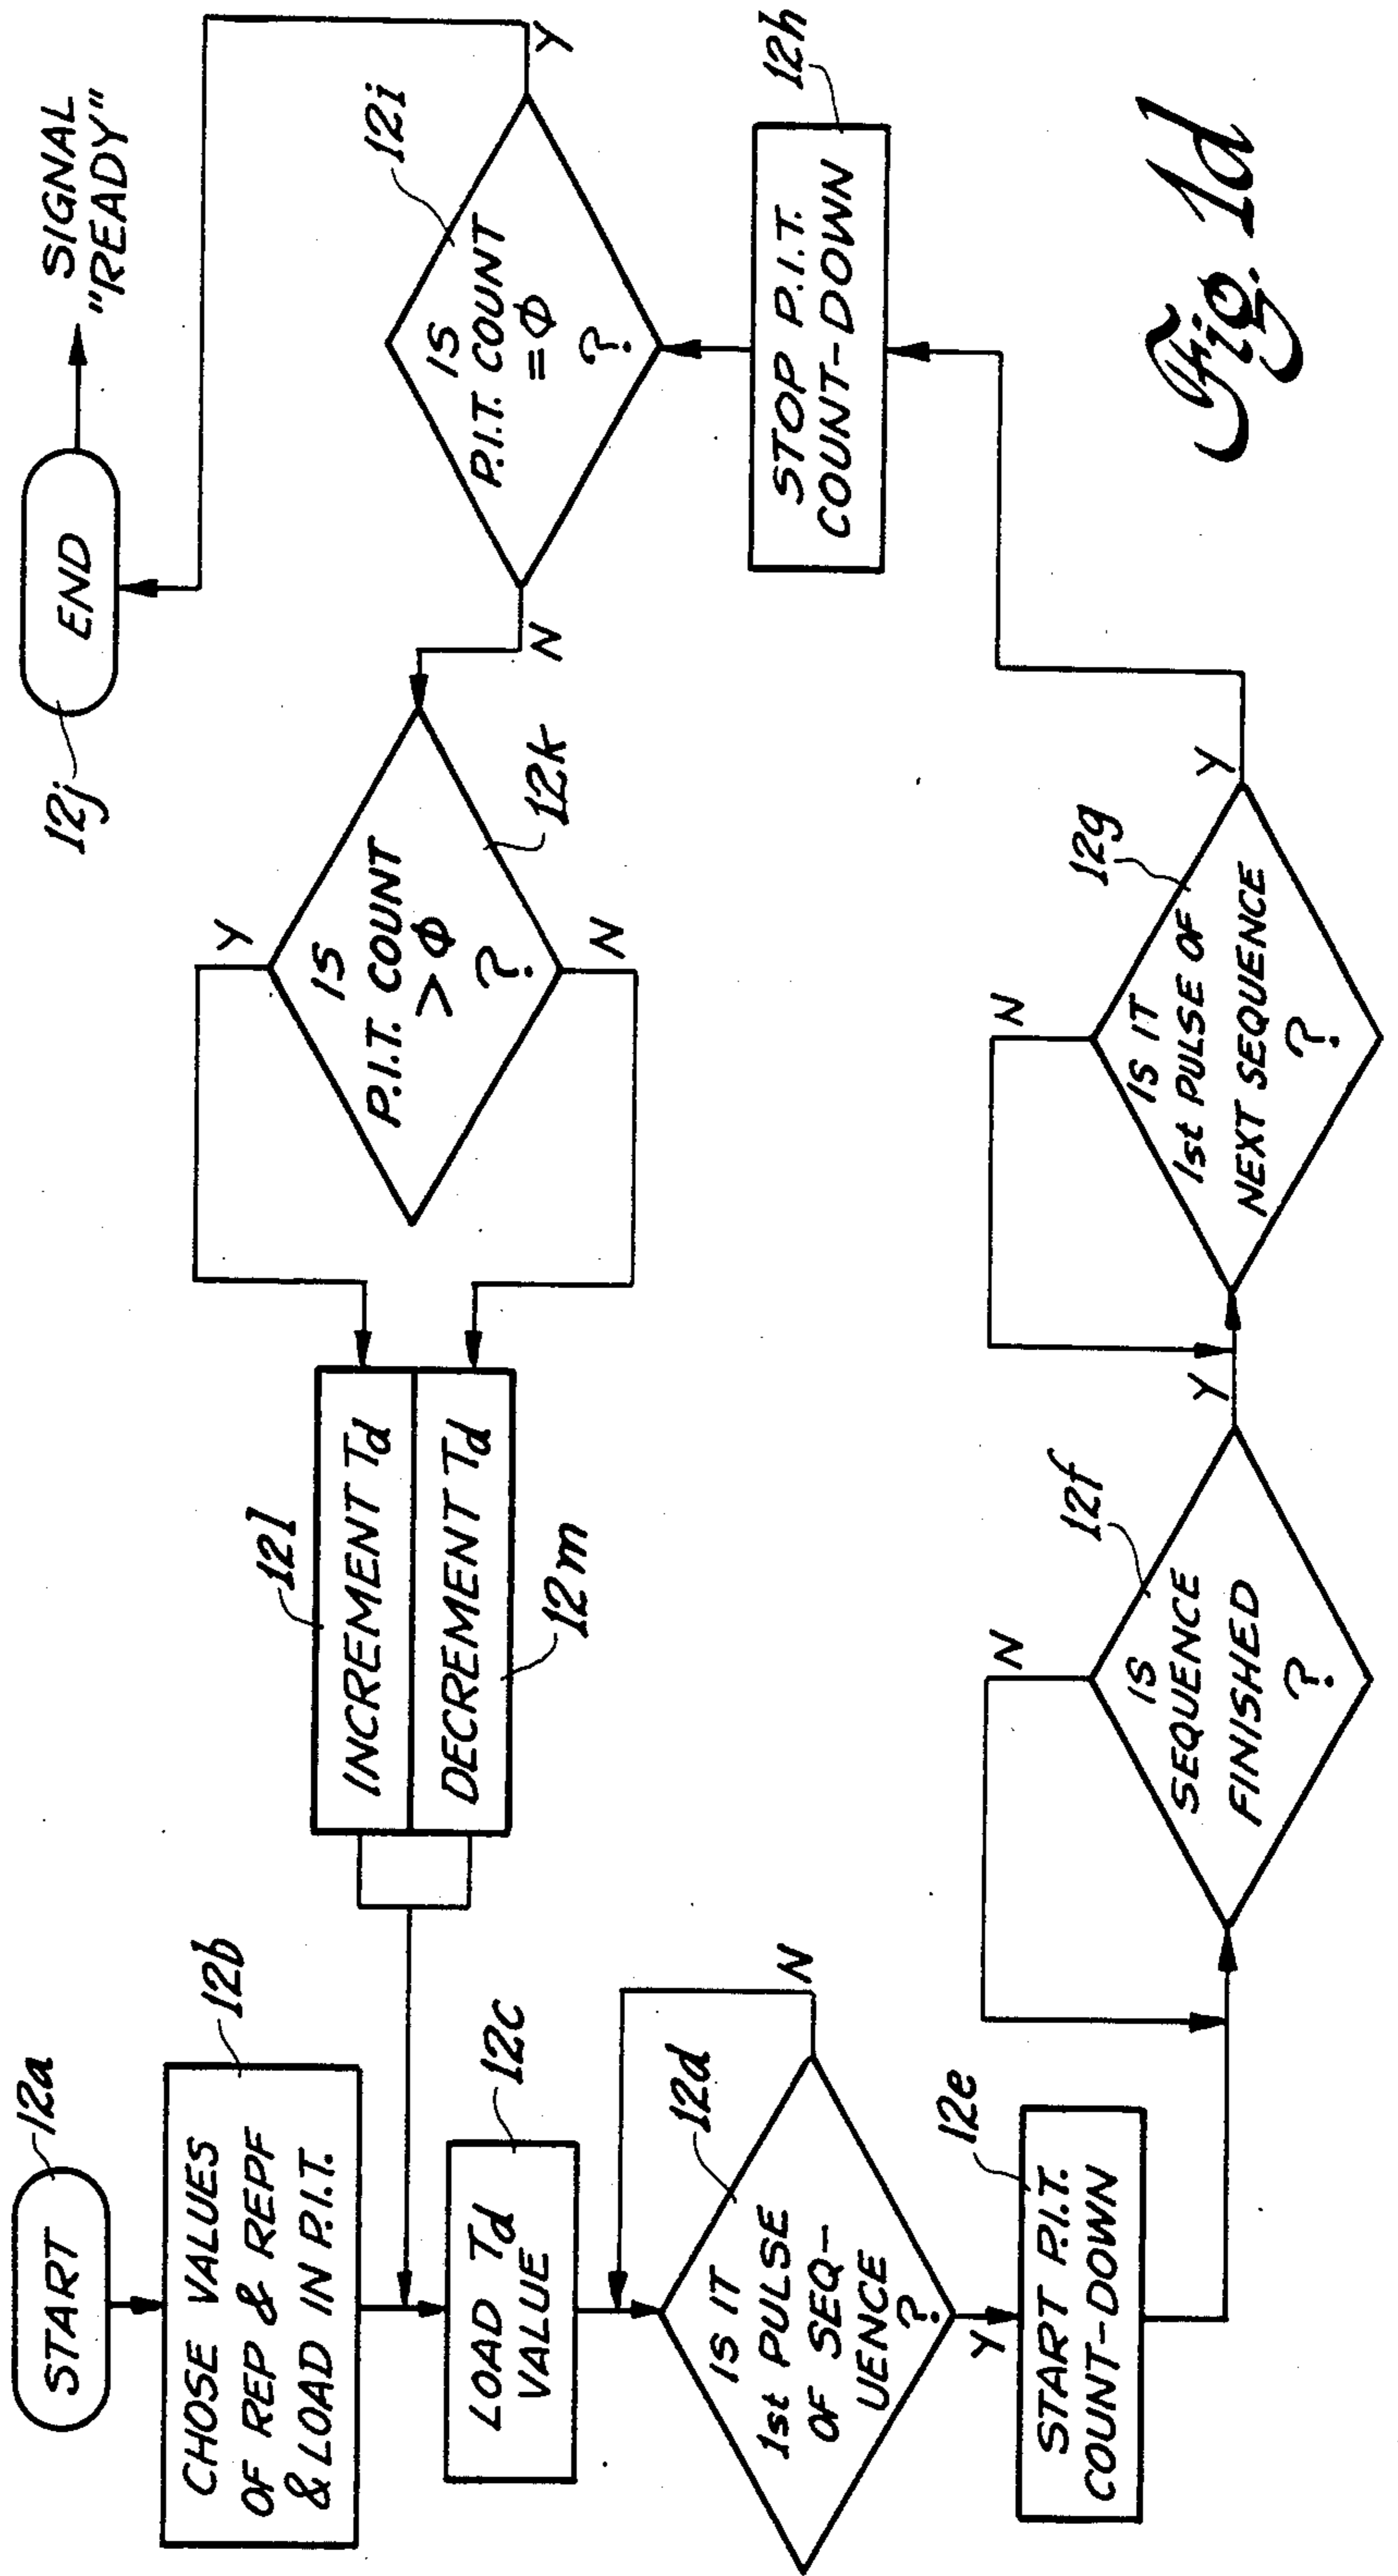 12a
START
12b
CHOSE VALUES
OF REP & REPF
& LOAD IN P.I.T.
12c
LOAD Td
VALUE
12d
IS IT
1st PULSE
OF SEQ-
UENCE
?
N
Y
12e
START P.I.T.
COUNT-DOWN
12f
IS
SEQUENCE
FINISHED
?
N
Y
12g
IS IT
1st PULSE OF
NEXT SEQUENCE
?
N
Y
12h
STOP P.I.T.
COUNT-DOWN
12i
IS
P.I.T. COUNT
=Φ
?
N
Y
12j
END
SIGNAL
"READY"
12k
IS
P.I.T. COUNT
>Φ
?
Y
N
12l
INCREMENT Td
DECREMENT Td
12m
Fig. 1d